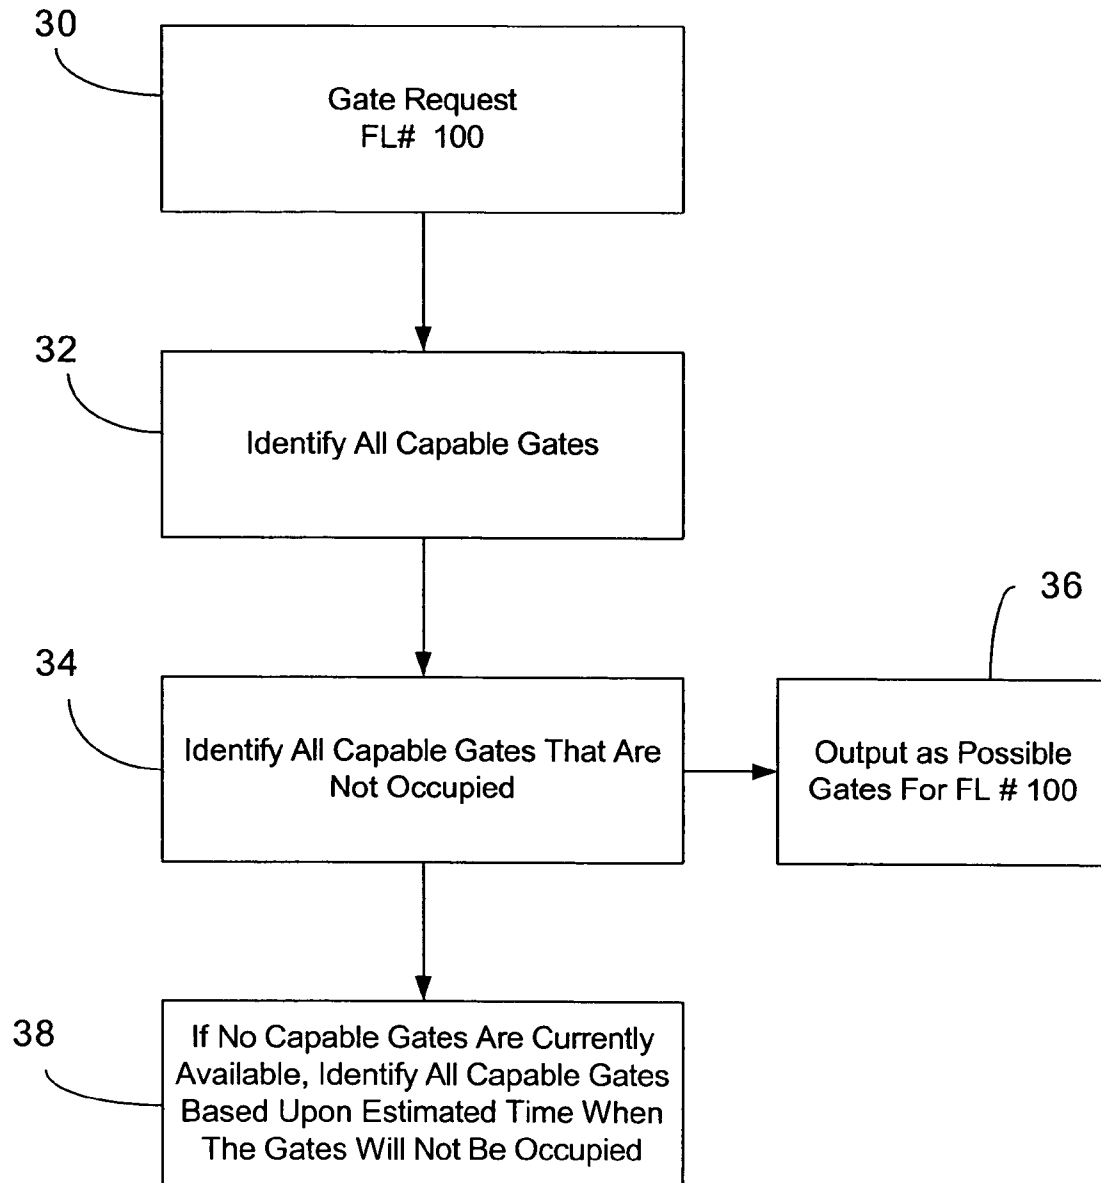 30
Gate Request
FL# 100
32
Identify All Capable Gates
36
34
Identify All Capable Gates That Are
Not Occupied
Output as Possible
Gates For FL # 100
38
If No Capable Gates Are Currently
Available, Identify All Capable Gates
Based Upon Estimated Time When
The Gates Will Not Be Occupied